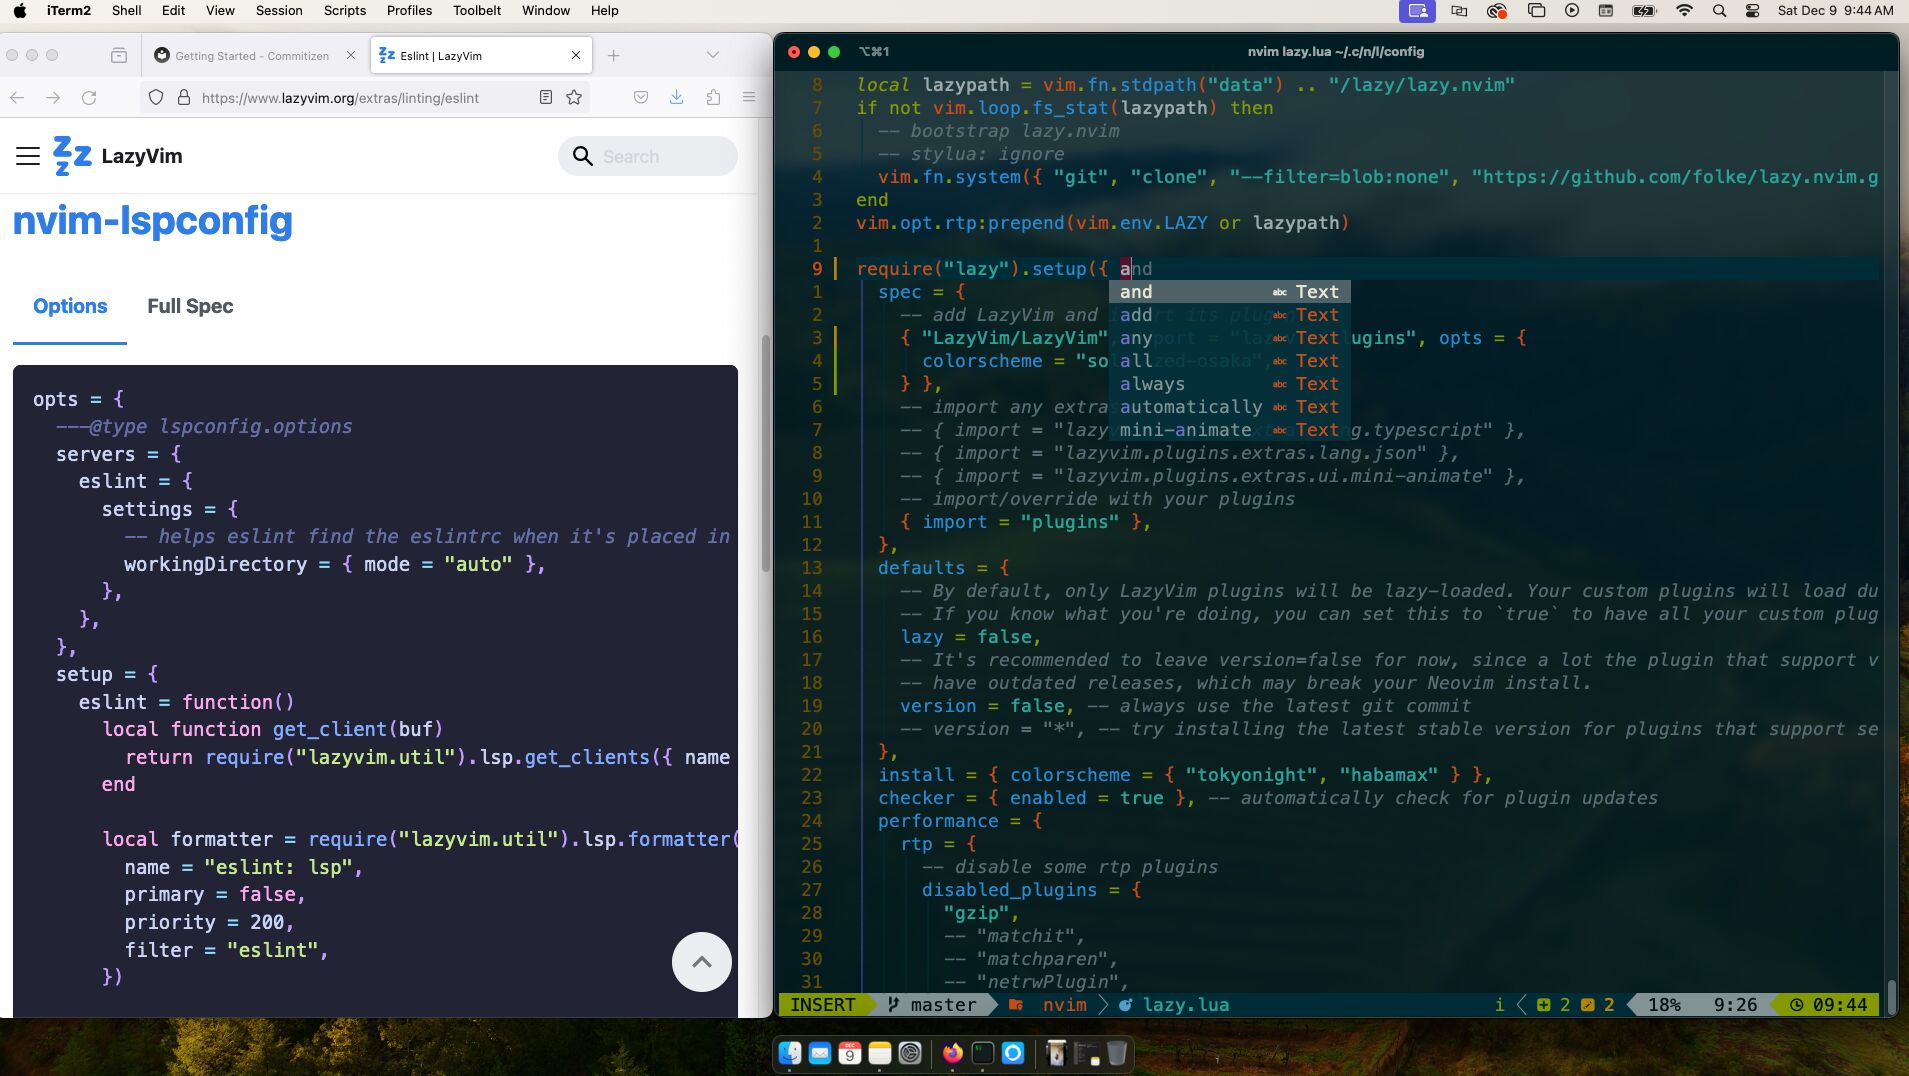 iTerm2 Shell Edit View Session Scripts Profiles Toolbelt Window Help
Sat Dec 9 9:44 AM
Getting Started - Commitizen
Eslint | LazyVim
https://www.lazyvim.org/extras/linting/eslint
LazyVim
Search
nvim-lspconfig
Options Full Spec
opts = {
---@type lspconfig.options
servers = {
eslint = {
settings = {
-- helps eslint find the eslintrc when it's placed in
workingDirectory = { mode = "auto" },
},
},
},
setup = {
eslint = function()
local function get_client(buf)
return require("lazyvim.util").lsp.get_clients({ name
end
local formatter = require("lazyvim.util").lsp.formatter(
name = "eslint: lsp",
primary = false,
priority = 200,
filter = "eslint",
})
⌥⌘1
nvim lazy.lua ~/.c/n/l/config
8 local lazypath = vim.fn.stdpath("data") .. "/lazy/lazy.nvim"
7 if not vim.loop.fs_stat(lazypath) then
6 -- bootstrap lazy.nvim
5 -- stylua: ignore
4 vim.fn.system({ "git", "clone", "--filter=blob:none", "https://github.com/folke/lazy.nvim.g
3 end
2 vim.opt.rtp:prepend(vim.env.LAZY or lazypath)
1
9 require("lazy").setup({ and
1 spec = {
2 -- add LazyVim and
3 { "LazyVim/LazyVim", ugins", opts = {
4 colorscheme = "so
5 } },
6 -- import any extras
7 -- { import = "lazy ng.typescript" },
8 -- { import = "lazyvim.plugins.extras.lang.json" },
9 -- { import = "lazyvim.plugins.extras.ui.mini-animate" },
10 -- import/override with your plugins
11 { import = "plugins" },
12 },
13 defaults = {
14 -- By default, only LazyVim plugins will be lazy-loaded. Your custom plugins will load du
15 -- If you know what you're doing, you can set this to `true` to have all your custom plug
16 lazy = false,
17 -- It's recommended to leave version=false for now, since a lot the plugin that support v
18 -- have outdated releases, which may break your Neovim install.
19 version = false, -- always use the latest git commit
20 -- version = "*", -- try installing the latest stable version for plugins that support se
21 },
22 install = { colorscheme = { "tokyonight", "habamax" } },
23 checker = { enabled = true }, -- automatically check for plugin updates
24 performance = {
25 rtp = {
26 -- disable some rtp plugins
27 disabled_plugins = {
28 "gzip",
29 -- "matchit",
30 -- "matchparen",
31 -- "netrwPlugin",
and abc Text
add abc Text
any abc Text
all abc Text
always abc Text
automatically abc Text
mini-animate abc Text
INSERT master nvim lazy.lua i 2 2 18% 9:26 09:44
DEC
9